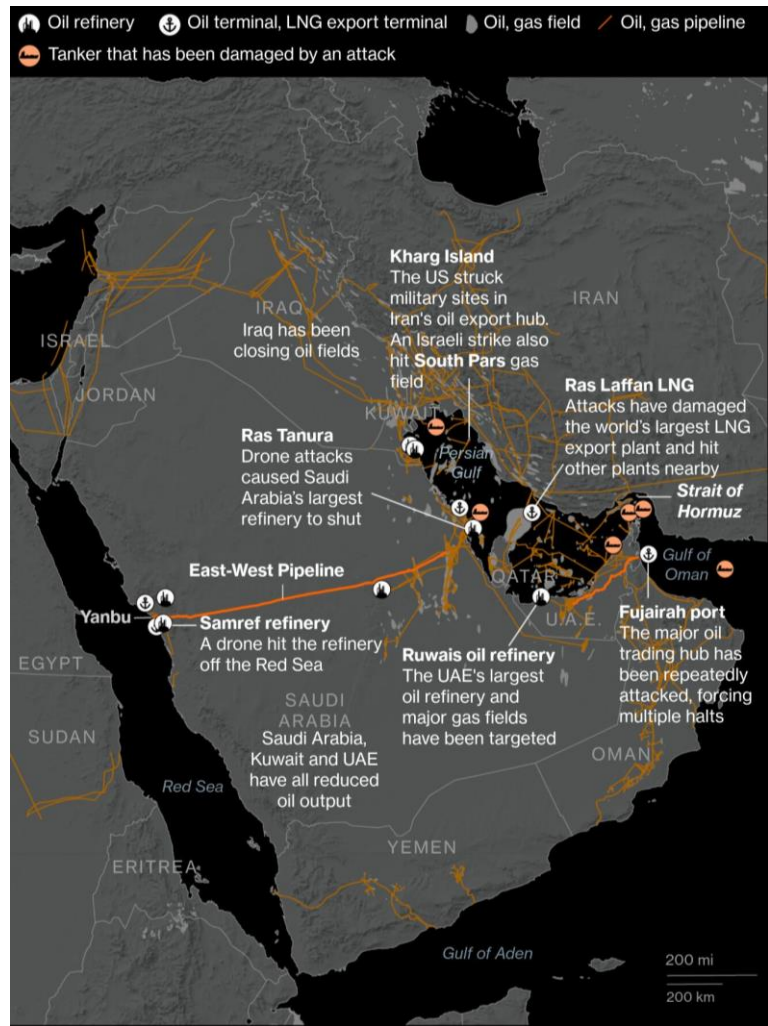 Oil refinery
Oil terminal, LNG export terminal
Oil, gas field
Oil, gas pipeline
Tanker that has been damaged by an attack
Kharg Island
The US struck
military sites in
Iran's oil export hub.
An Israeli strike also
hit South Pars gas
field
IRAN
IRAQ
Iraq has been
closing oil fields
ISRAEL
JORDAN
KUWAIT
Ras Laffan LNG
Attacks have damaged
the world's largest LNG
export plant and hit
other plants nearby
Ras Tanura
Drone attacks
caused Saudi
Arabia's largest
refinery to shut
Persian
Gulf
Strait of
Hormuz
East-West Pipeline
QATAR
Gulf of
Oman
Yanbu
Samref refinery
A drone hit the refinery
off the Red Sea
U.A.E.
Fujairah port
The major oil
trading hub has
been repeatedly
attacked, forcing
multiple halts
Ruwais oil refinery
The UAE's largest
oil refinery and
major gas fields
have been targeted
EGYPT
SAUDI
ARABIA
Saudi Arabia,
Kuwait and UAE
have all reduced
oil output
SUDAN
OMAN
Red Sea
YEMEN
ERITREA
Gulf of Aden
200 mi
200 km